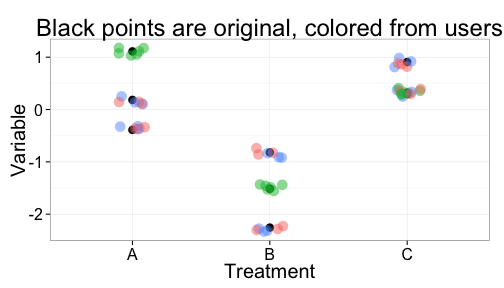 Black points are original, colored from users
1
0
-1
-2
Variable
A
B
C
Treatment